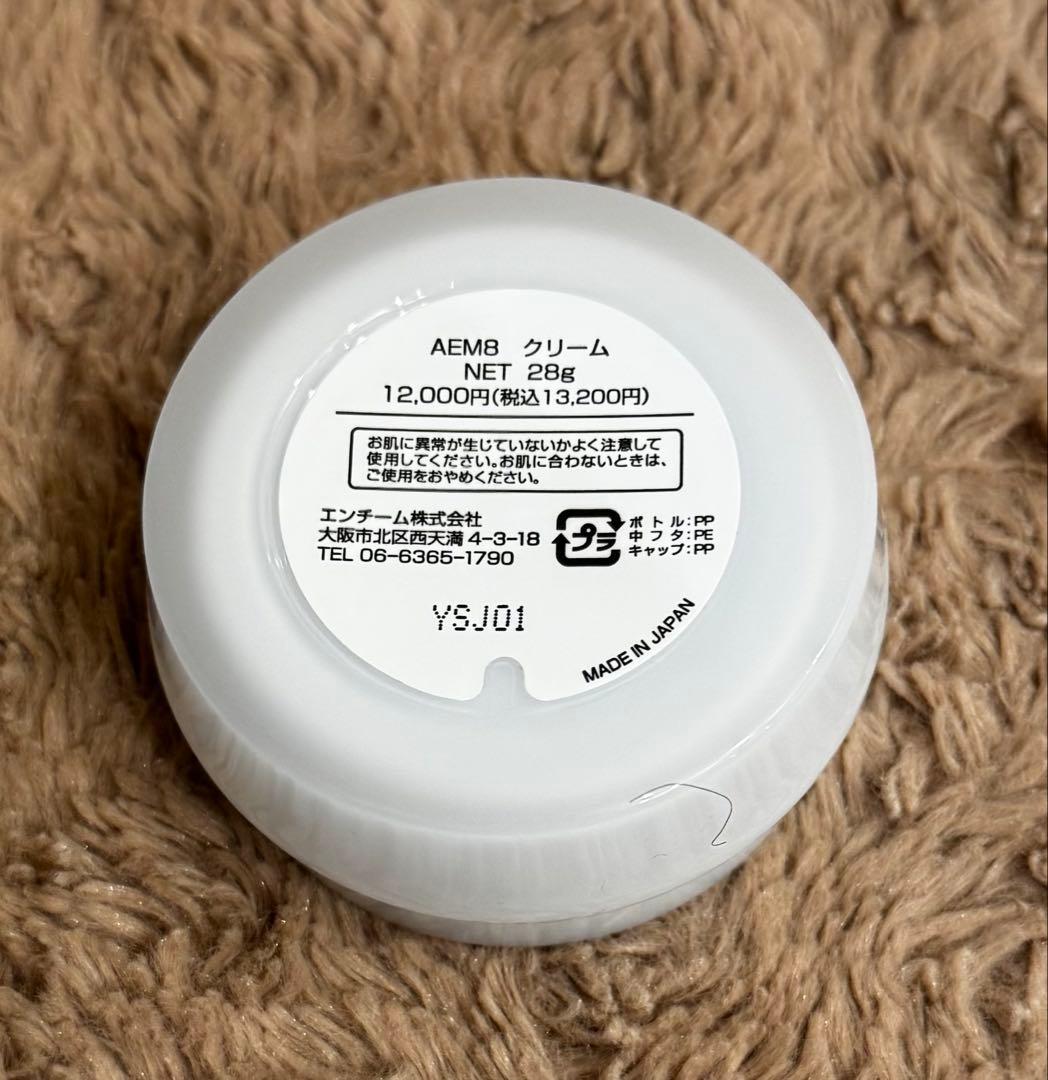 AEM8 クリーム
NET 28g
12,000円(税込13,200円)
お肌に異常が生じていないかよく注意して
使用してください。お肌に合わないときは、
ご使用をおやめください。
エンチーム株式会社
大阪市北区西天満4-3-18
TEL 06-6365-1790
プラ
ボトル:PP
中フタ:PE
キャップ:PP
YSJ01
MADE IN JAPAN